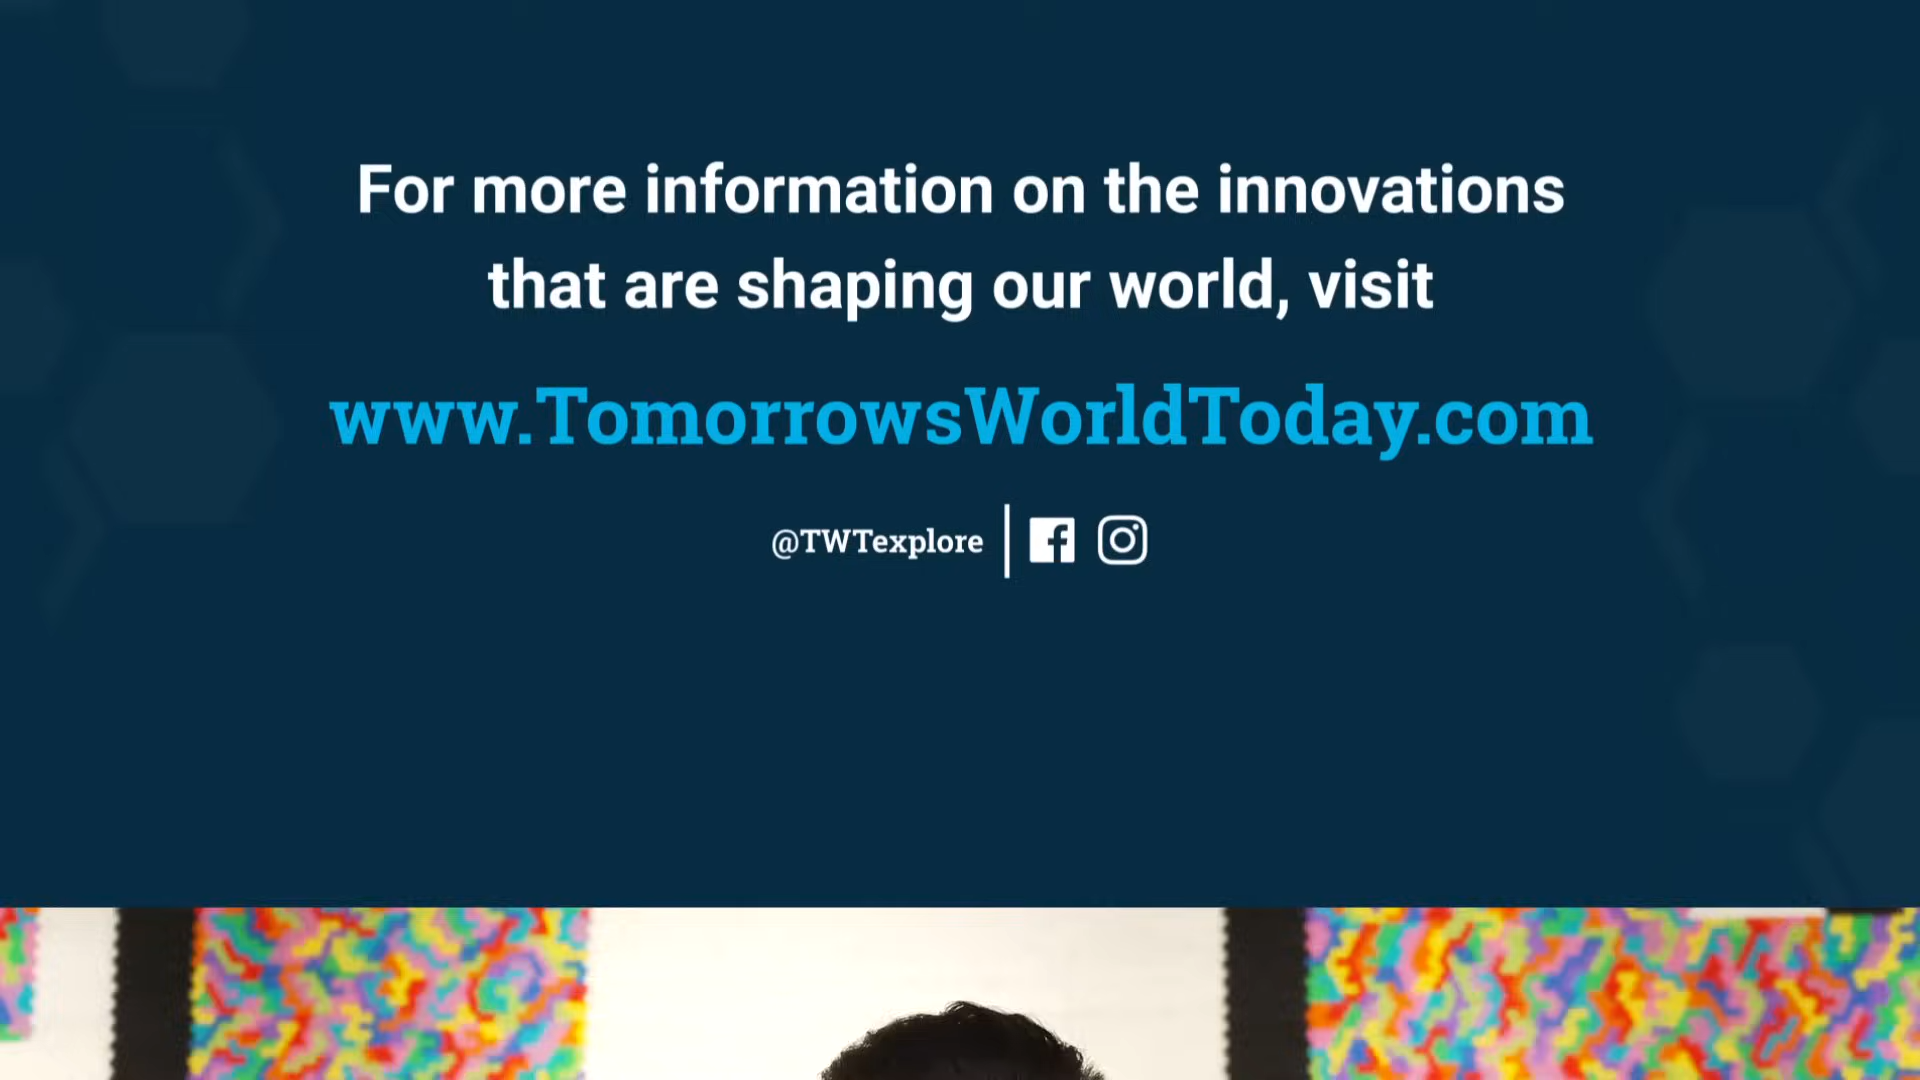 For more information on the innovations
that are shaping our world, visit
www.TomorrowsWorldToday.com
@TWTexplore